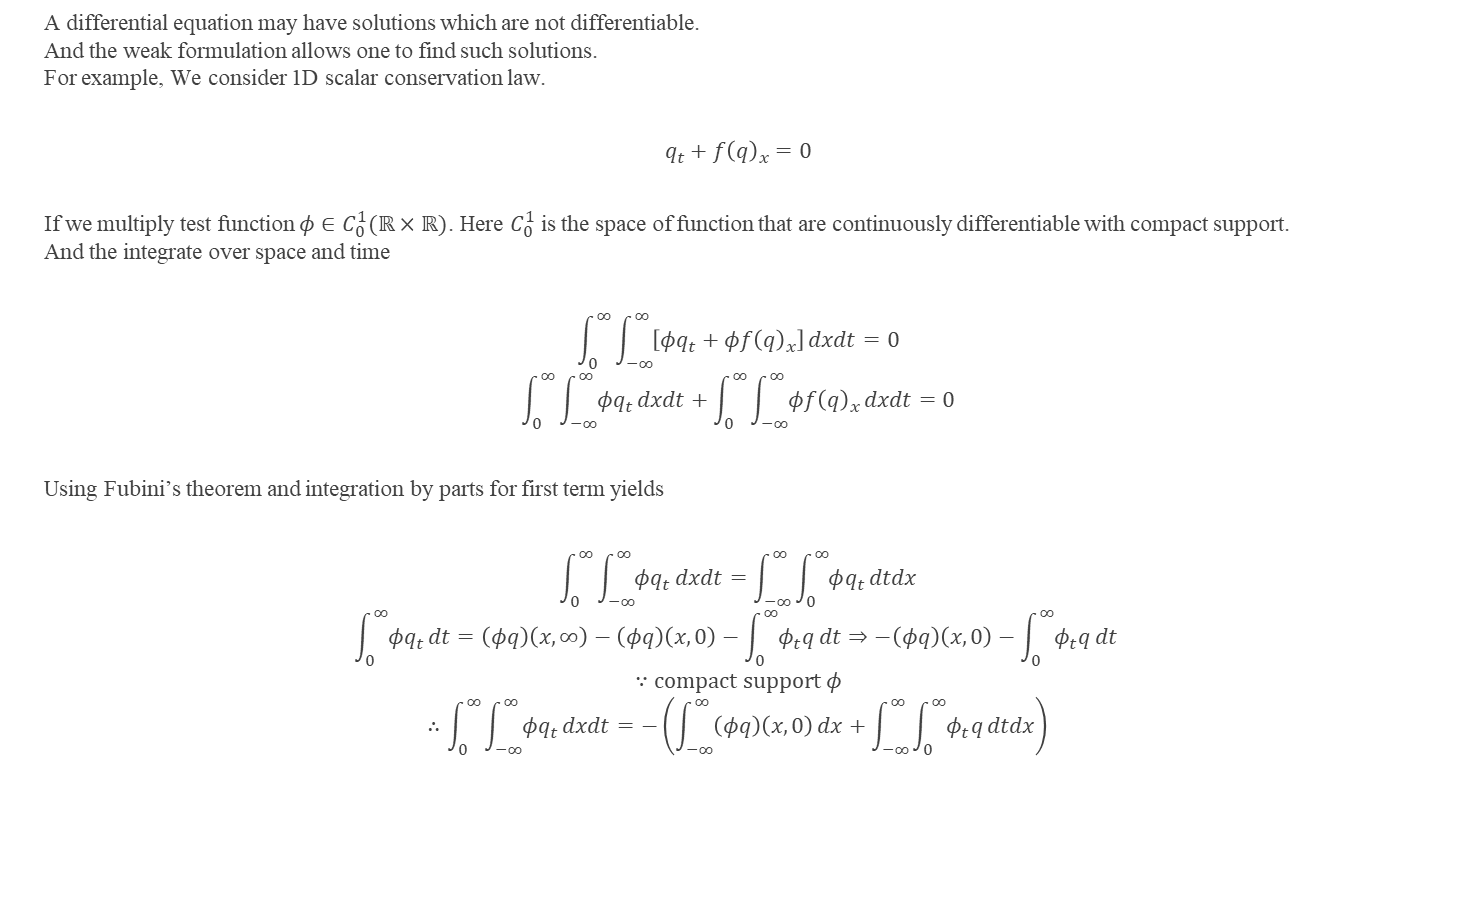 A differential equation may have solutions which are not differentiable.
And the weak formulation allows one to find such solutions.
For example, We consider 1D scalar conservation law.
q_t + f(q)_x = 0
If we multiply test function ϕ ∈ C_0^1(ℝ × ℝ). Here C_0^1 is the space of function that are continuously differentiable with compact support.
And the integrate over space and time
∫_0^∞ ∫_{-∞}^∞ [ϕq_t + ϕf(q)_x] dxdt = 0
∫_0^∞ ∫_{-∞}^∞ ϕq_t dxdt + ∫_0^∞ ∫_{-∞}^∞ ϕf(q)_x dxdt = 0
Using Fubini's theorem and integration by parts for first term yields
∫_0^∞ ∫_{-∞}^∞ ϕq_t dxdt = ∫_{-∞}^∞ ∫_0^∞ ϕq_t dtdx
∫_0^∞ ϕq_t dt = (ϕq)(x,∞) − (ϕq)(x,0) − ∫_0^∞ ϕ_t q dt ⇒ −(ϕq)(x,0) − ∫_0^∞ ϕ_t q dt
∵ compact support ϕ
∴ ∫_0^∞ ∫_{-∞}^∞ ϕq_t dxdt = −(∫_{-∞}^∞ (ϕq)(x,0) dx + ∫_{-∞}^∞ ∫_0^∞ ϕ_t q dtdx)